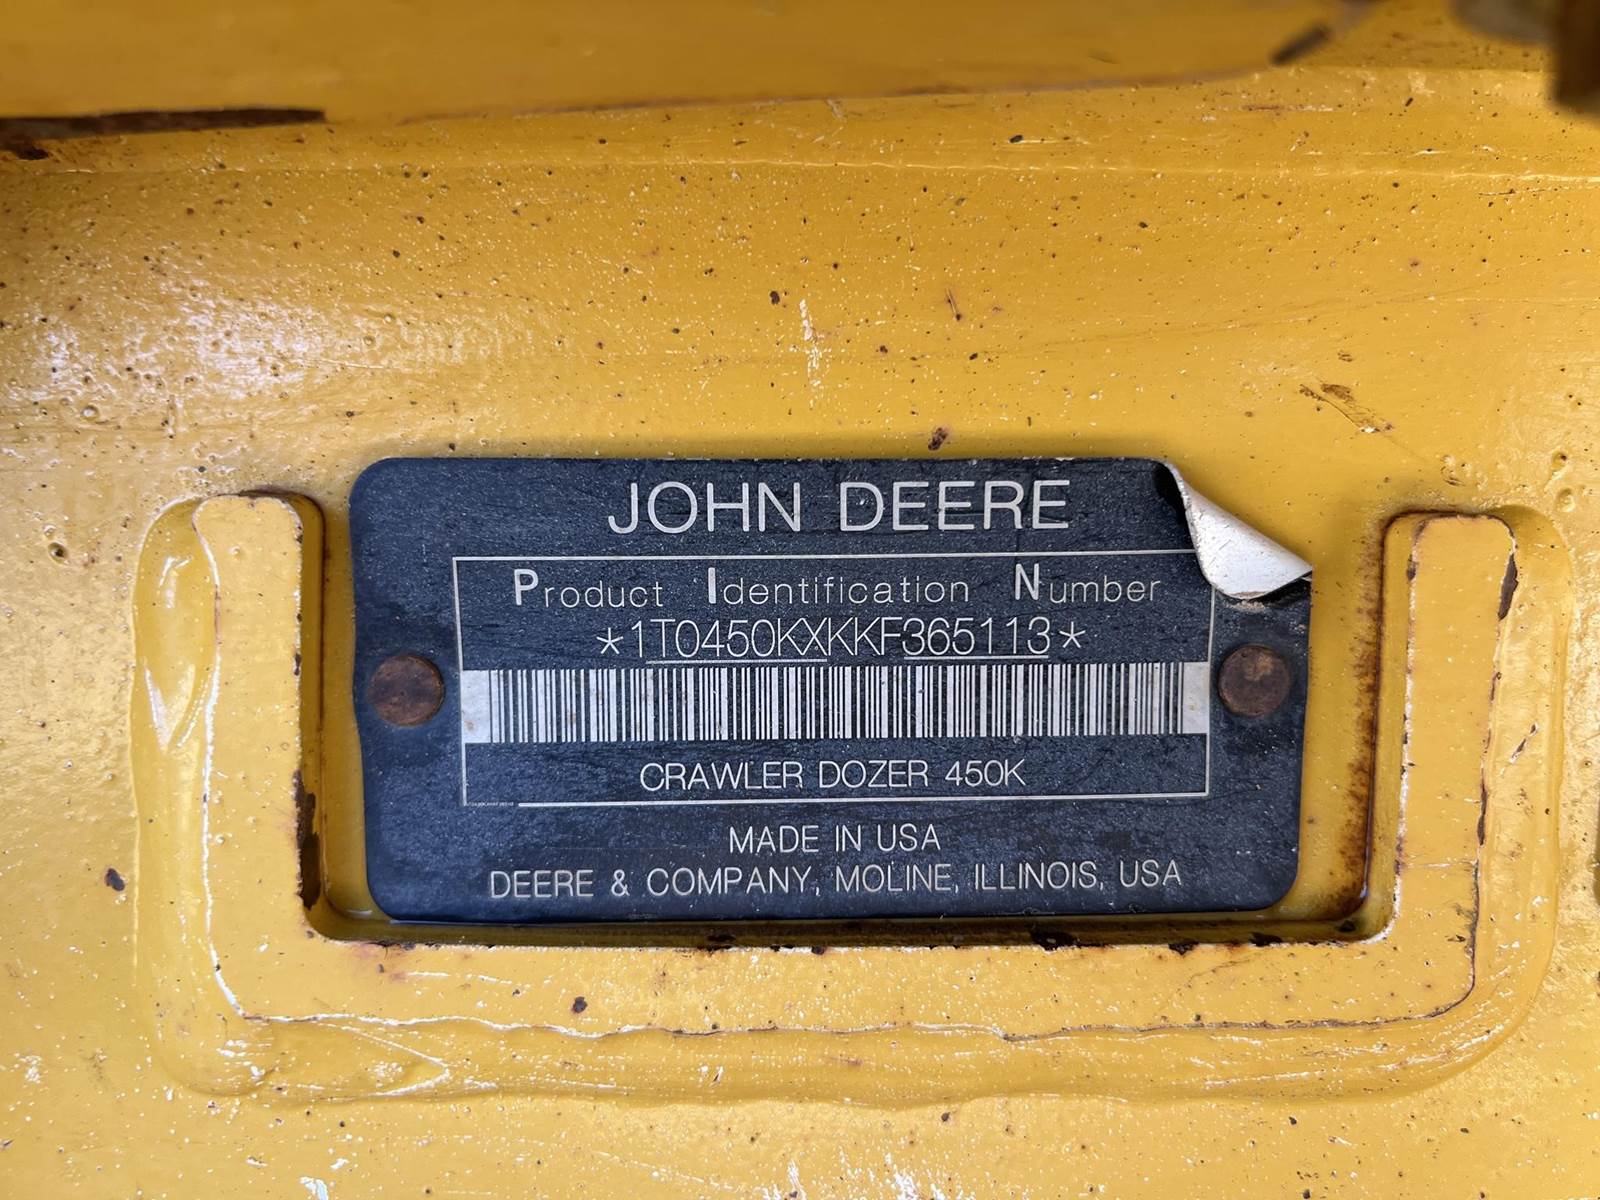 JOHN DEERE
Product Identification Number
*1T0450KXKKF365113*
CRAWLER DOZER 450K
MADE IN USA
DEERE & COMPANY, MOLINE, ILLINOIS, USA